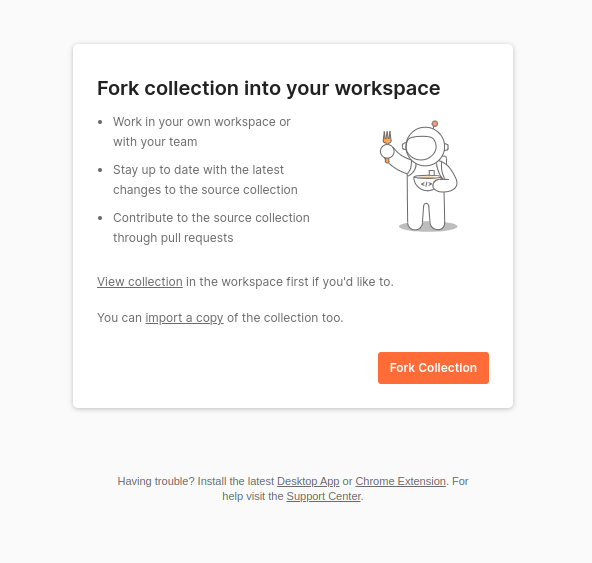 Fork collection into your workspace
Work in your own workspace or
with your team
Stay up to date with the latest
changes to the source collection
Contribute to the source collection
through pull requests
</>
View collection in the workspace first if you'd like to.
You can import a copy of the collection too.
Fork Collection
Having trouble? Install the latest Desktop App or Chrome Extension. For
help visit the Support Center.